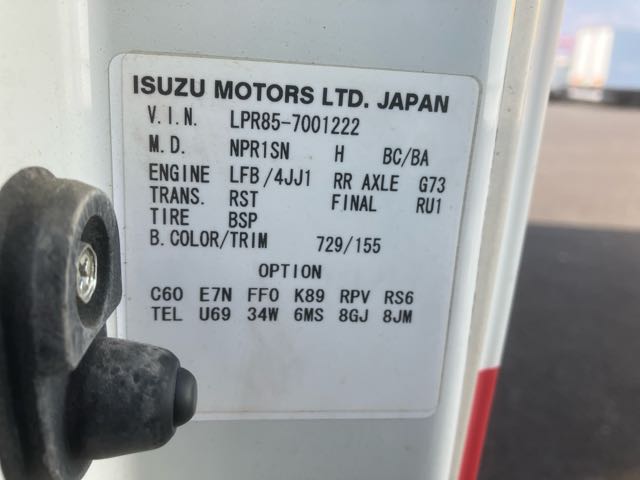 ISUZU MOTORS LTD. JAPAN
V.I.N. LPR85-7001222
M.D. NPR1SN H BC/BA
ENGINE LFB/4JJ1 RR AXLE G73
TRANS. RST FINAL RU1
TIRE BSP
B.COLOR/TRIM 729/155
OPTION
C60 E7N FF0 K89 RPV RS6
TEL U69 34W 6MS 8GJ 8JM